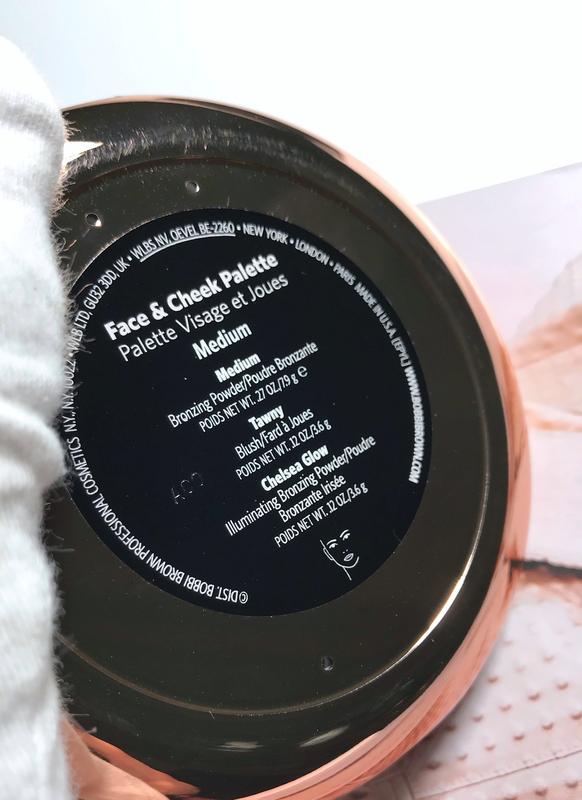 Face & Cheek Palette
Palette Visage et Joues
Medium
Medium
Bronzing Powder/Poudre Bronzante
POIDS NET WT. .27 OZ/7.9 g ℮
Tawny
Blush/Fard à Joues
POIDS NET WT. .12 OZ/3.6 g
Chelsea Glow
Illuminating Bronzing Powder/Poudre
Bronzante Irisée
POIDS NET WT. .12 OZ/3.6 g
©DIST. BOBBI BROWN PROFESSIONAL COSMETICS N.Y., N.Y. 10022 • WLB LTD, GU32 3DD, UK • WLBS NV, OEVEL BE-2260 • NEW YORK • LONDON • PARIS MADE IN U.S.A. [EPYL] WWW.BOBBIBROWN.COM